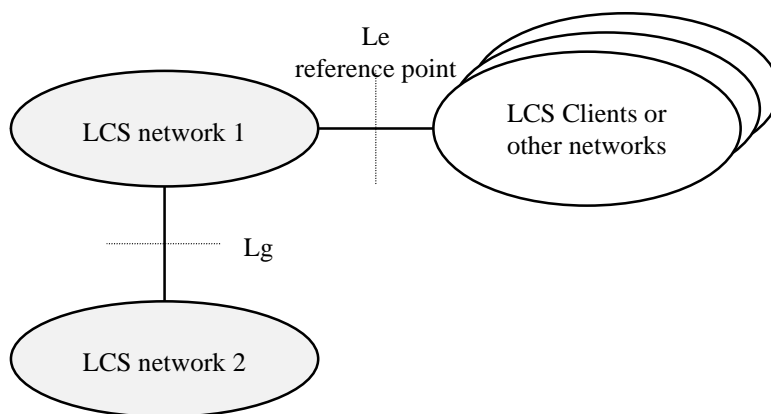 Le
reference point
LCS network 1
LCS Clients or
other networks
Lg
LCS network 2